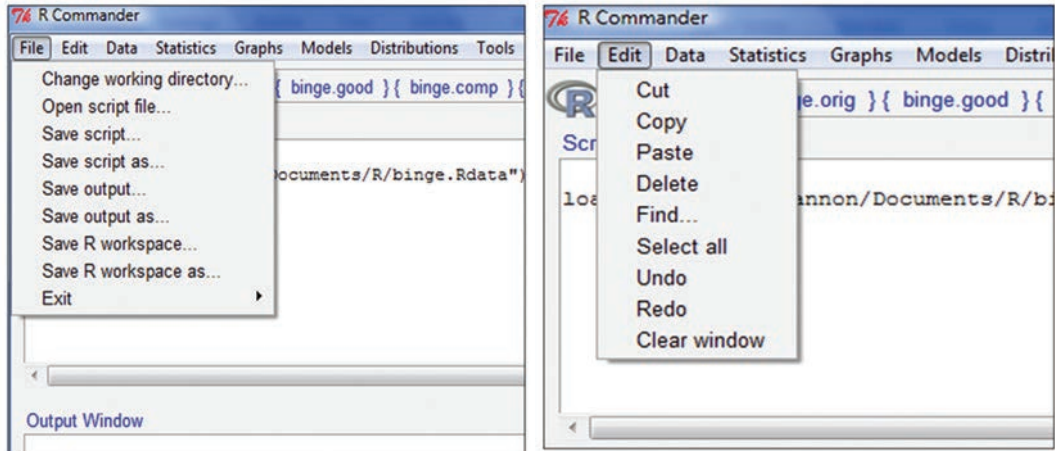 R Commander
File Edit Data Statistics Graphs Models Distributions Tools
Change working directory...
{ binge.good } { binge.comp } {
Open script file...
Save script...
Save script as...
ocuments/R/binge.Rdata")
Save output...
Save output as...
Save R workspace...
Save R workspace as...
Exit
Output Window
R Commander
File Edit Data Statistics Graphs Models Distri
R
Cut
e.orig } { binge.good } {
Copy
Scr
Paste
Delete
loa
annon/Documents/R/bi
Find...
Select all
Undo
Redo
Clear window